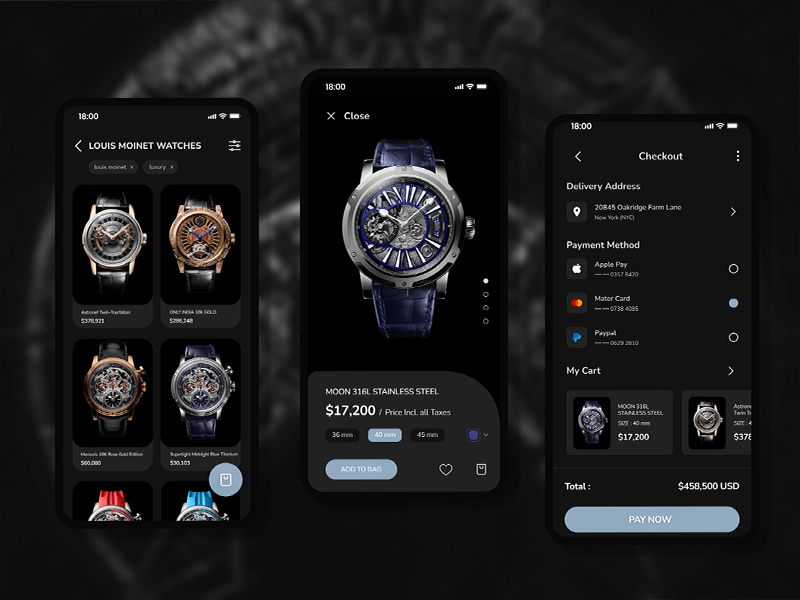 18:00
LOUIS MOINET WATCHES
louis moinet ×
luxury ×
Astronef Twin-Tourbillon
$378,921
ONLY INDIA 18K GOLD
$286,248
Memoris 18K Rose Gold Edition
$60,080
Superlight Midnight Blue Titanium
$30,103
18:00
Close
MOON 316L STAINLESS STEEL
$17,200 / Price Incl. all Taxes
36 mm
40 mm
45 mm
ADD TO BAG
18:00
Checkout
Delivery Address
20845 Oakridge Farm Lane
New York (NYC)
Payment Method
Apple Pay
0357 8420
Mater Card
0738 4085
Paypal
0629 2810
My Cart
MOON 316L
STAINLESS STEEL
SIZE : 40 mm
$17,200
Astrone
Twin To
SIZE : 4
$378
Total :
$458,500 USD
PAY NOW